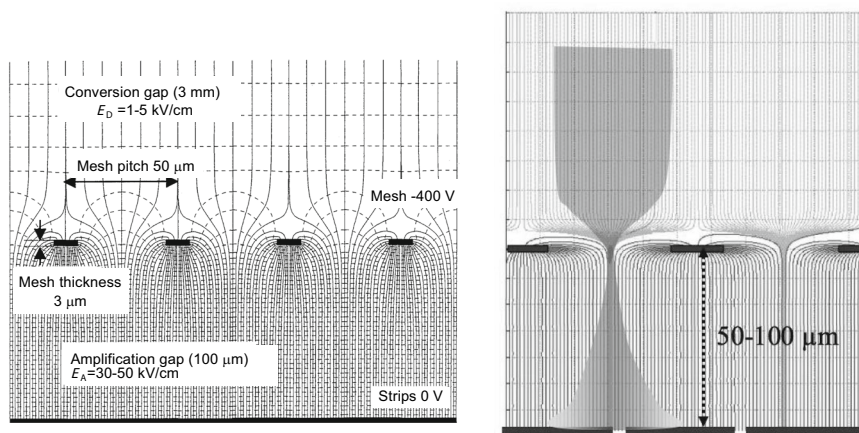 Conversion gap (3 mm)
E_D =1-5 kV/cm
Mesh pitch 50 μm
Mesh -400 V
Mesh thickness
3 μm
Amplification gap (100 μm)
E_A=30-50 kV/cm
Strips 0 V
50-100 μm